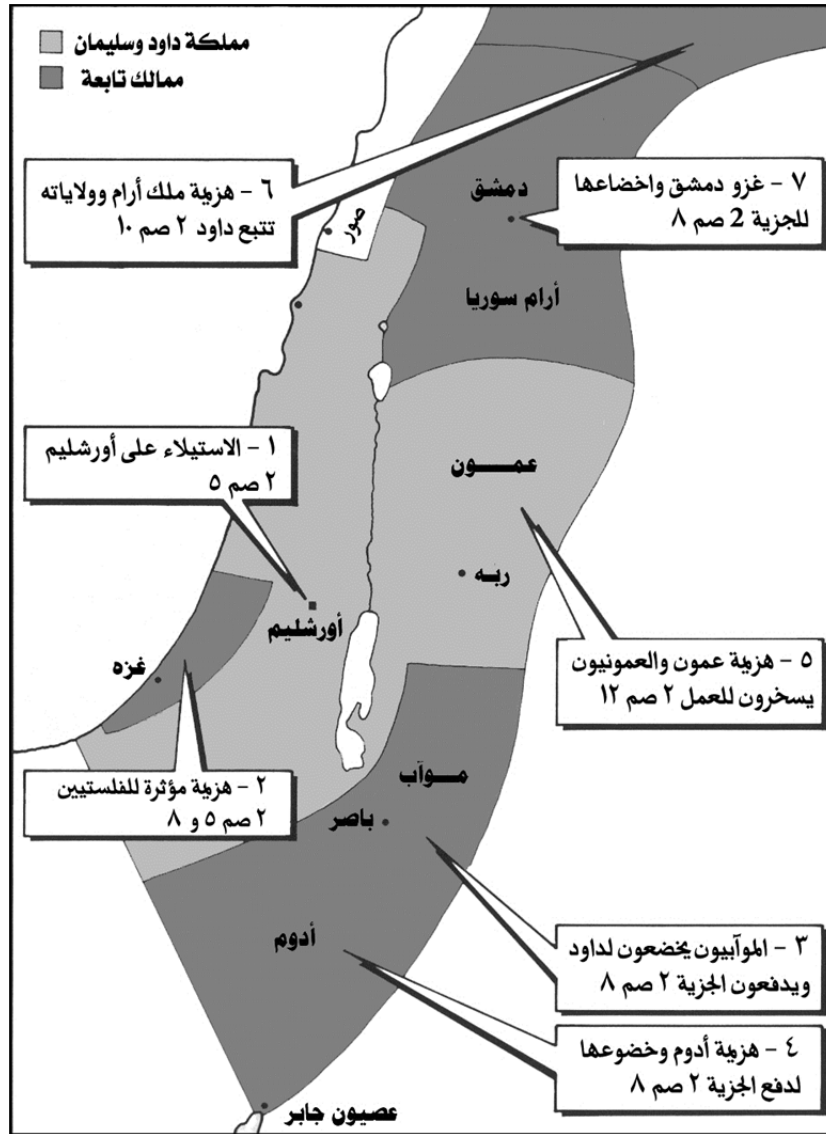 مملكة داود وسليمان
ممالك تابعة
٦ - هزيمة ملك أرام وولاياته
تتبع داود ٢ صم ١٠
٧ - غزو دمشق واخضاعها
للجزية 2 صم ٨
دمشق
صور
أرام سوريا
١ - الاستيلاء على أورشليم
٢ صم ٥
عمـــون
ربه
أورشليم
غزه
٥ - هزيمة عمون والعمونيون
يسخرون للعمل ٢ صم ١٢
مـوآب
٢ - هزيمة مؤثرة للفلستيين
٢ صم ٥ و ٨
باصر
أدوم
٣ - الموآبيون يخضعون لداود
ويدفعون الجزية ٢ صم ٨
٤ - هزيمة أدوم وخضوعها
لدفع الجزية ٢ صم ٨
عصيون جابر